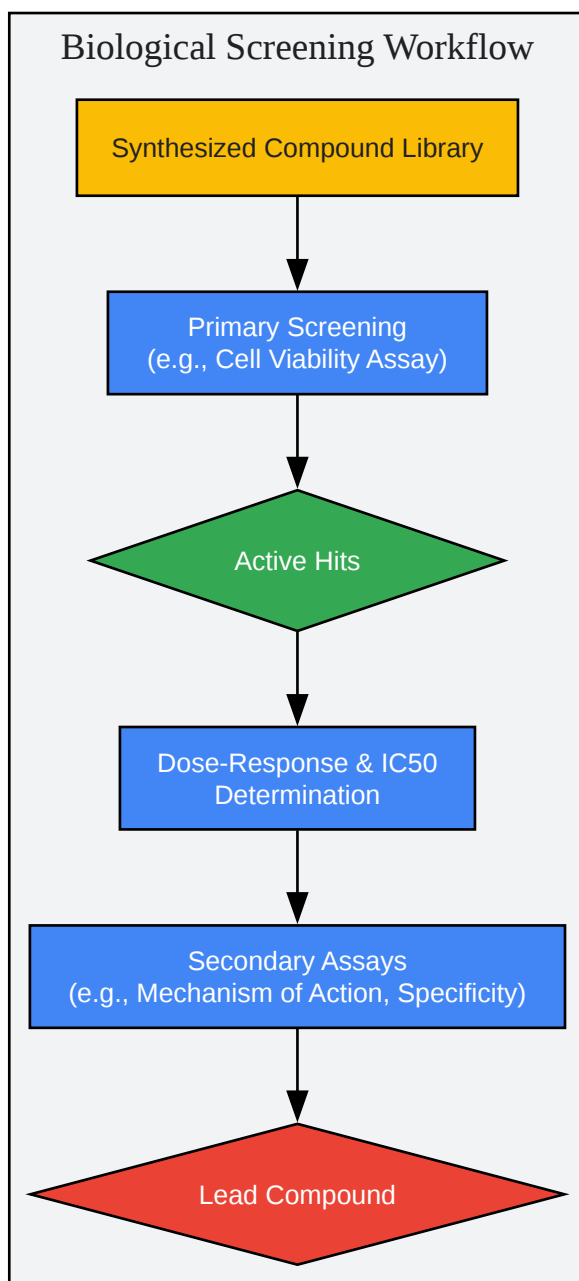 Biological Screening Workflow
Synthesized Compound Library
Primary Screening
(e.g., Cell Viability Assay)
Active Hits
Dose-Response & IC50
Determination
Secondary Assays
(e.g., Mechanism of Action, Specificity)
Lead Compound